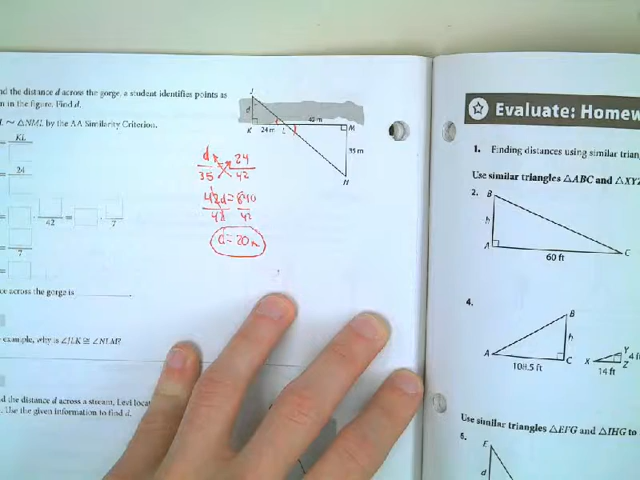 nd the distance d across the gorge, a student identifies points as
n in the figure. Find d.
~ △NML by the AA Similarity Criterion.
KL
24
42
7
7
ce across the gorge is
example, why is ∠JLK ≅ ∠NLM?
nd the distance d across a stream, Levi locat
. Use the given information to find d.
J
d
K
24 m
L
42 m
M
35 m
N
d = 24
35 42
42d = 840
42 42
d = 20 m
Evaluate: Homew
1. Finding distances using similar trian
Use similar triangles △ABC and △XYZ
2.
B
h
A
60 ft
C
4.
B
h
A
108.5 ft
C
X
Y
Z
4 f
14 ft
Use similar triangles △EFG and △IHG to
6.
E
d